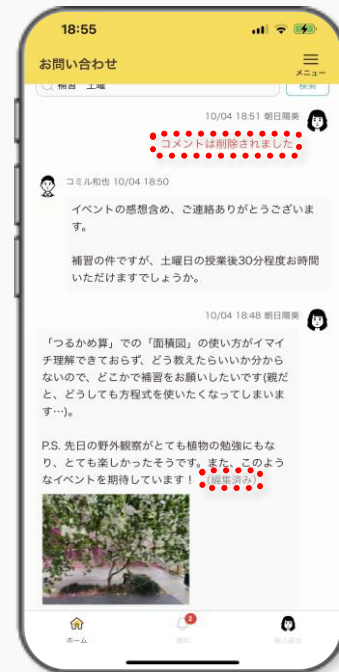 18:55
お問い合わせ
メニュー
補習 土曜
検索
10/04 18:51 朝日陽葵
コメントは削除されました
コミル和也 10/04 18:50
イベントの感想含め、ご連絡ありがとうございま
す。
補習の件ですが、土曜日の授業後30分程度お時間
いただけますでしょうか。
10/04 18:48 朝日陽葵
「つるかめ算」での「面積図」の使い方がイマイ
チ理解できておらず、どう教えたらいいか分から
ないので、どこかで補習をお願いしたいです(親だ
と、どうしても方程式を使いたくなってしまいま
す…)。
P.S. 先日の野外観察がとても植物の勉強にもな
り、とても楽しかったそうです。また、このよう
なイベントを期待しています！ (編集済み)
2
ホーム
通知
個人設定